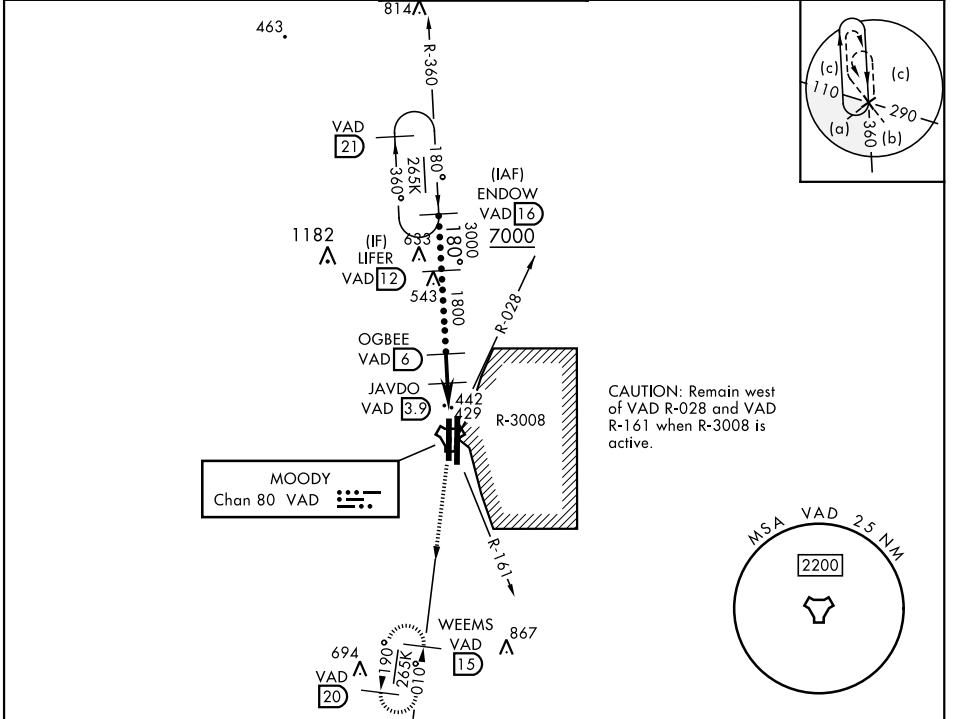 814
463
R-360
VAD
21
180°
265K
360°
(IAF)
ENDOW
VAD 16
7000
3000
180°
1182
633
(IF)
LIFER
VAD 12
543
1800
R-028
OGBEE
VAD 6
JAVDO
VAD 3.9
442
429
R-3008
CAUTION: Remain west
of VAD R-028 and VAD
R-161 when R-3008 is
active.
MOODY
Chan 80 VAD
R-161
WEEMS
VAD
15
867
694
190°
265K
010°
VAD
20
(c)
(c)
110
290
(a)
360
(b)
MSA VAD 25 NM
2200